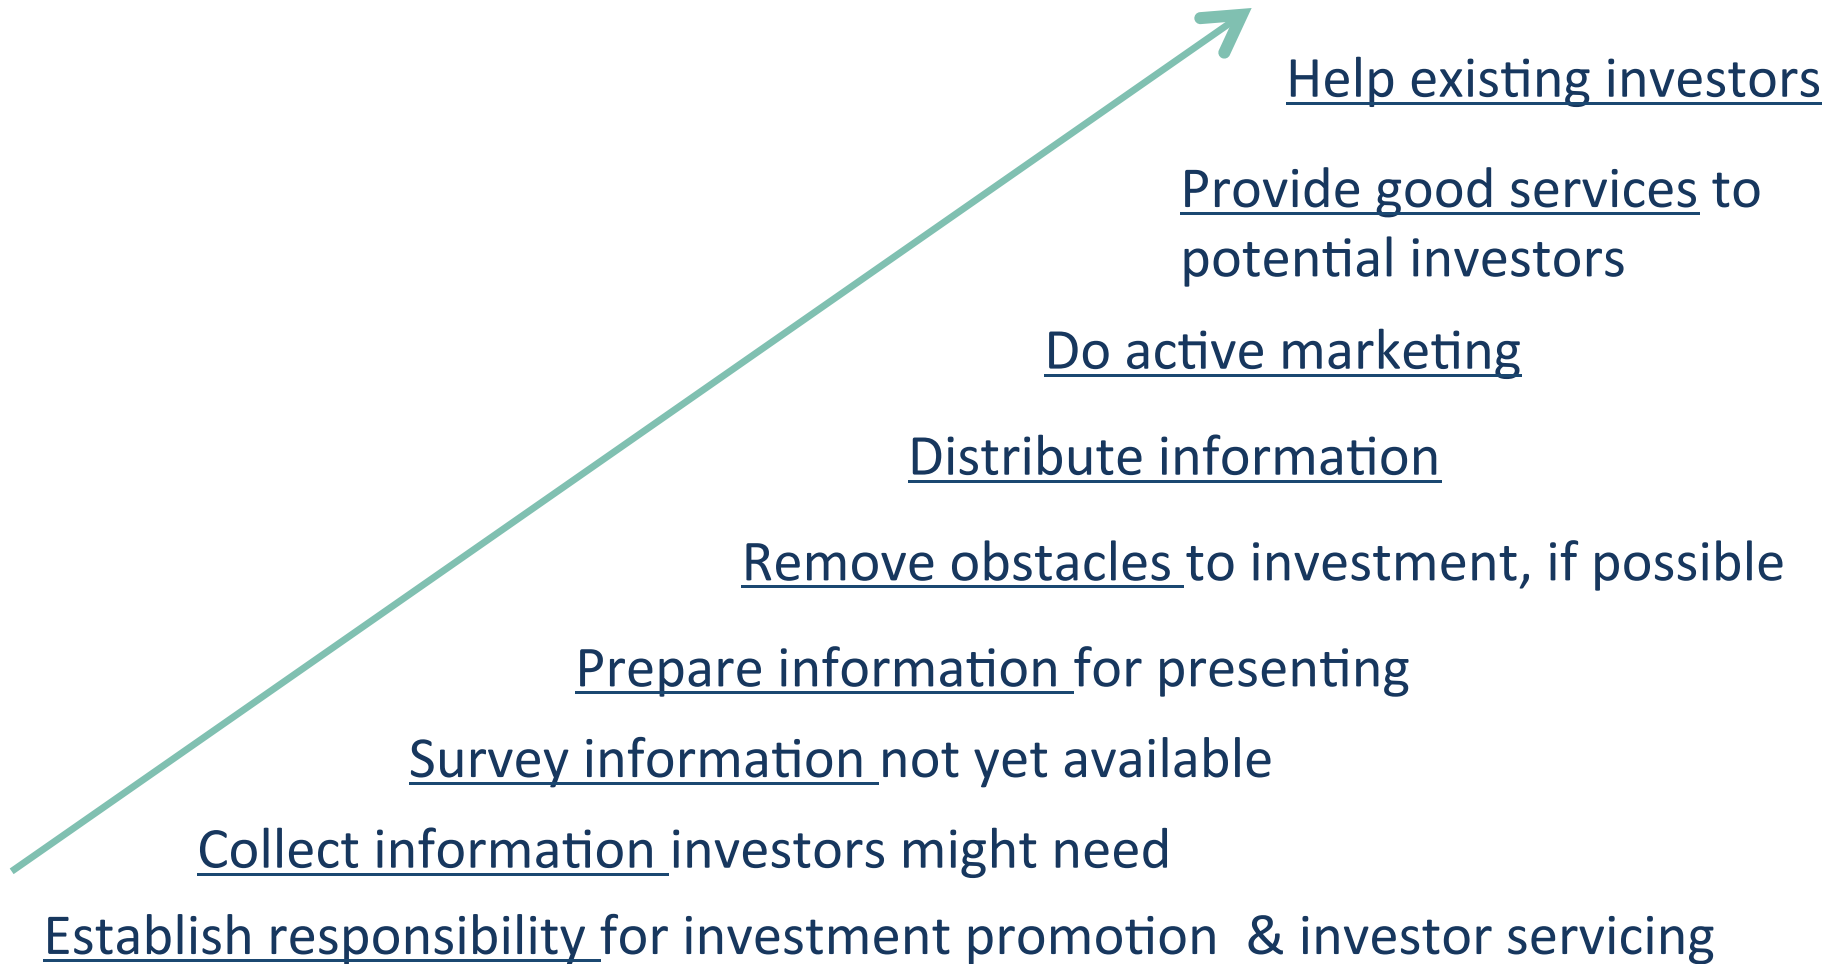 Help existing investors
Provide good services to
potential investors
Do active marketing
Distribute information
Remove obstacles to investment, if possible
Prepare information for presenting
Survey information not yet available
Collect information investors might need
Establish responsibility for investment promotion  & investor servicing